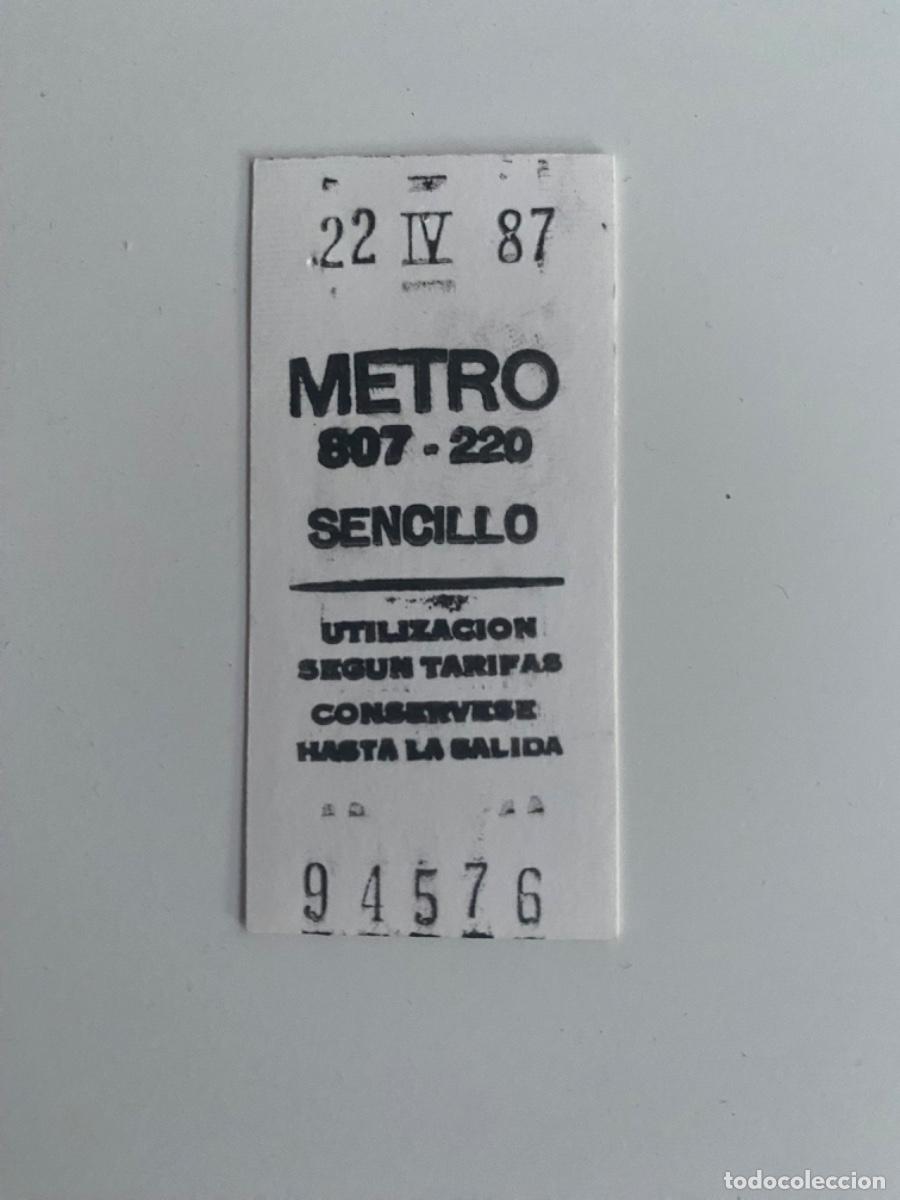 22 IV 87
METRO
807 - 220
SENCILLO
UTILIZACION
SEGUN TARIFAS
CONSERVESE
HASTA LA SALIDA
94576
todocoleccion